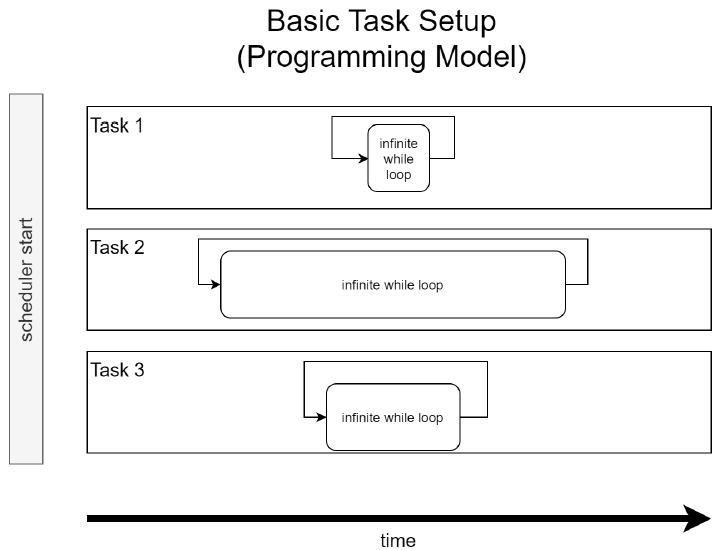 Basic Task Setup
(Programming Model)
scheduler start
Task 1
infinite
while
loop
Task 2
infinite while loop
Task 3
infinite while loop
time